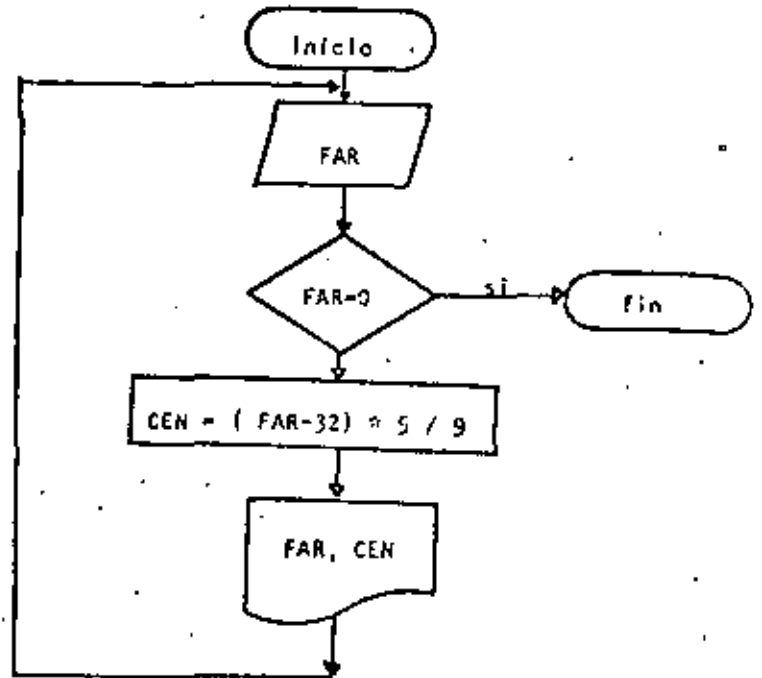 Inicio
FAR
FAR=0
si
fin
CEN = ( FAR-32) * 5 / 9
FAR, CEN